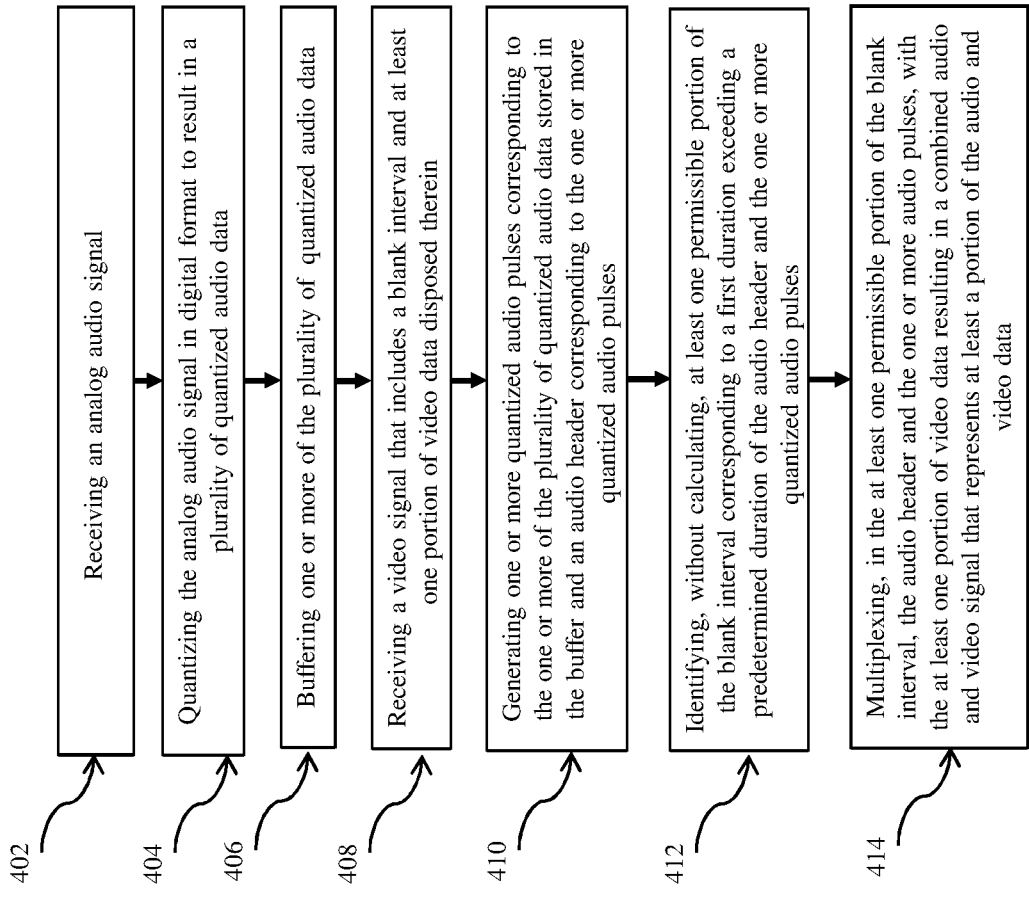 402
Receiving an analog audio signal
404
Quantizing the analog audio signal in digital format to result in a
plurality of quantized audio data
406
Buffering one or more of the plurality of quantized audio data
408
Receiving a video signal that includes a blank interval and at least
one portion of video data disposed therein
410
Generating one or more quantized audio pulses corresponding to
the one or more of the plurality of quantized audio data stored in
the buffer and an audio header corresponding to the one or more
quantized audio pulses
412
Identifying, without calculating, at least one permissible portion of
the blank interval corresponding to a first duration exceeding a
predetermined duration of the audio header and the one or more
quantized audio pulses
414
Multiplexing, in the at least one permissible portion of the blank
interval, the audio header and the one or more audio pulses, with
the at least one portion of video data resulting in a combined audio
and video signal that represents at least a portion of the audio and
video data